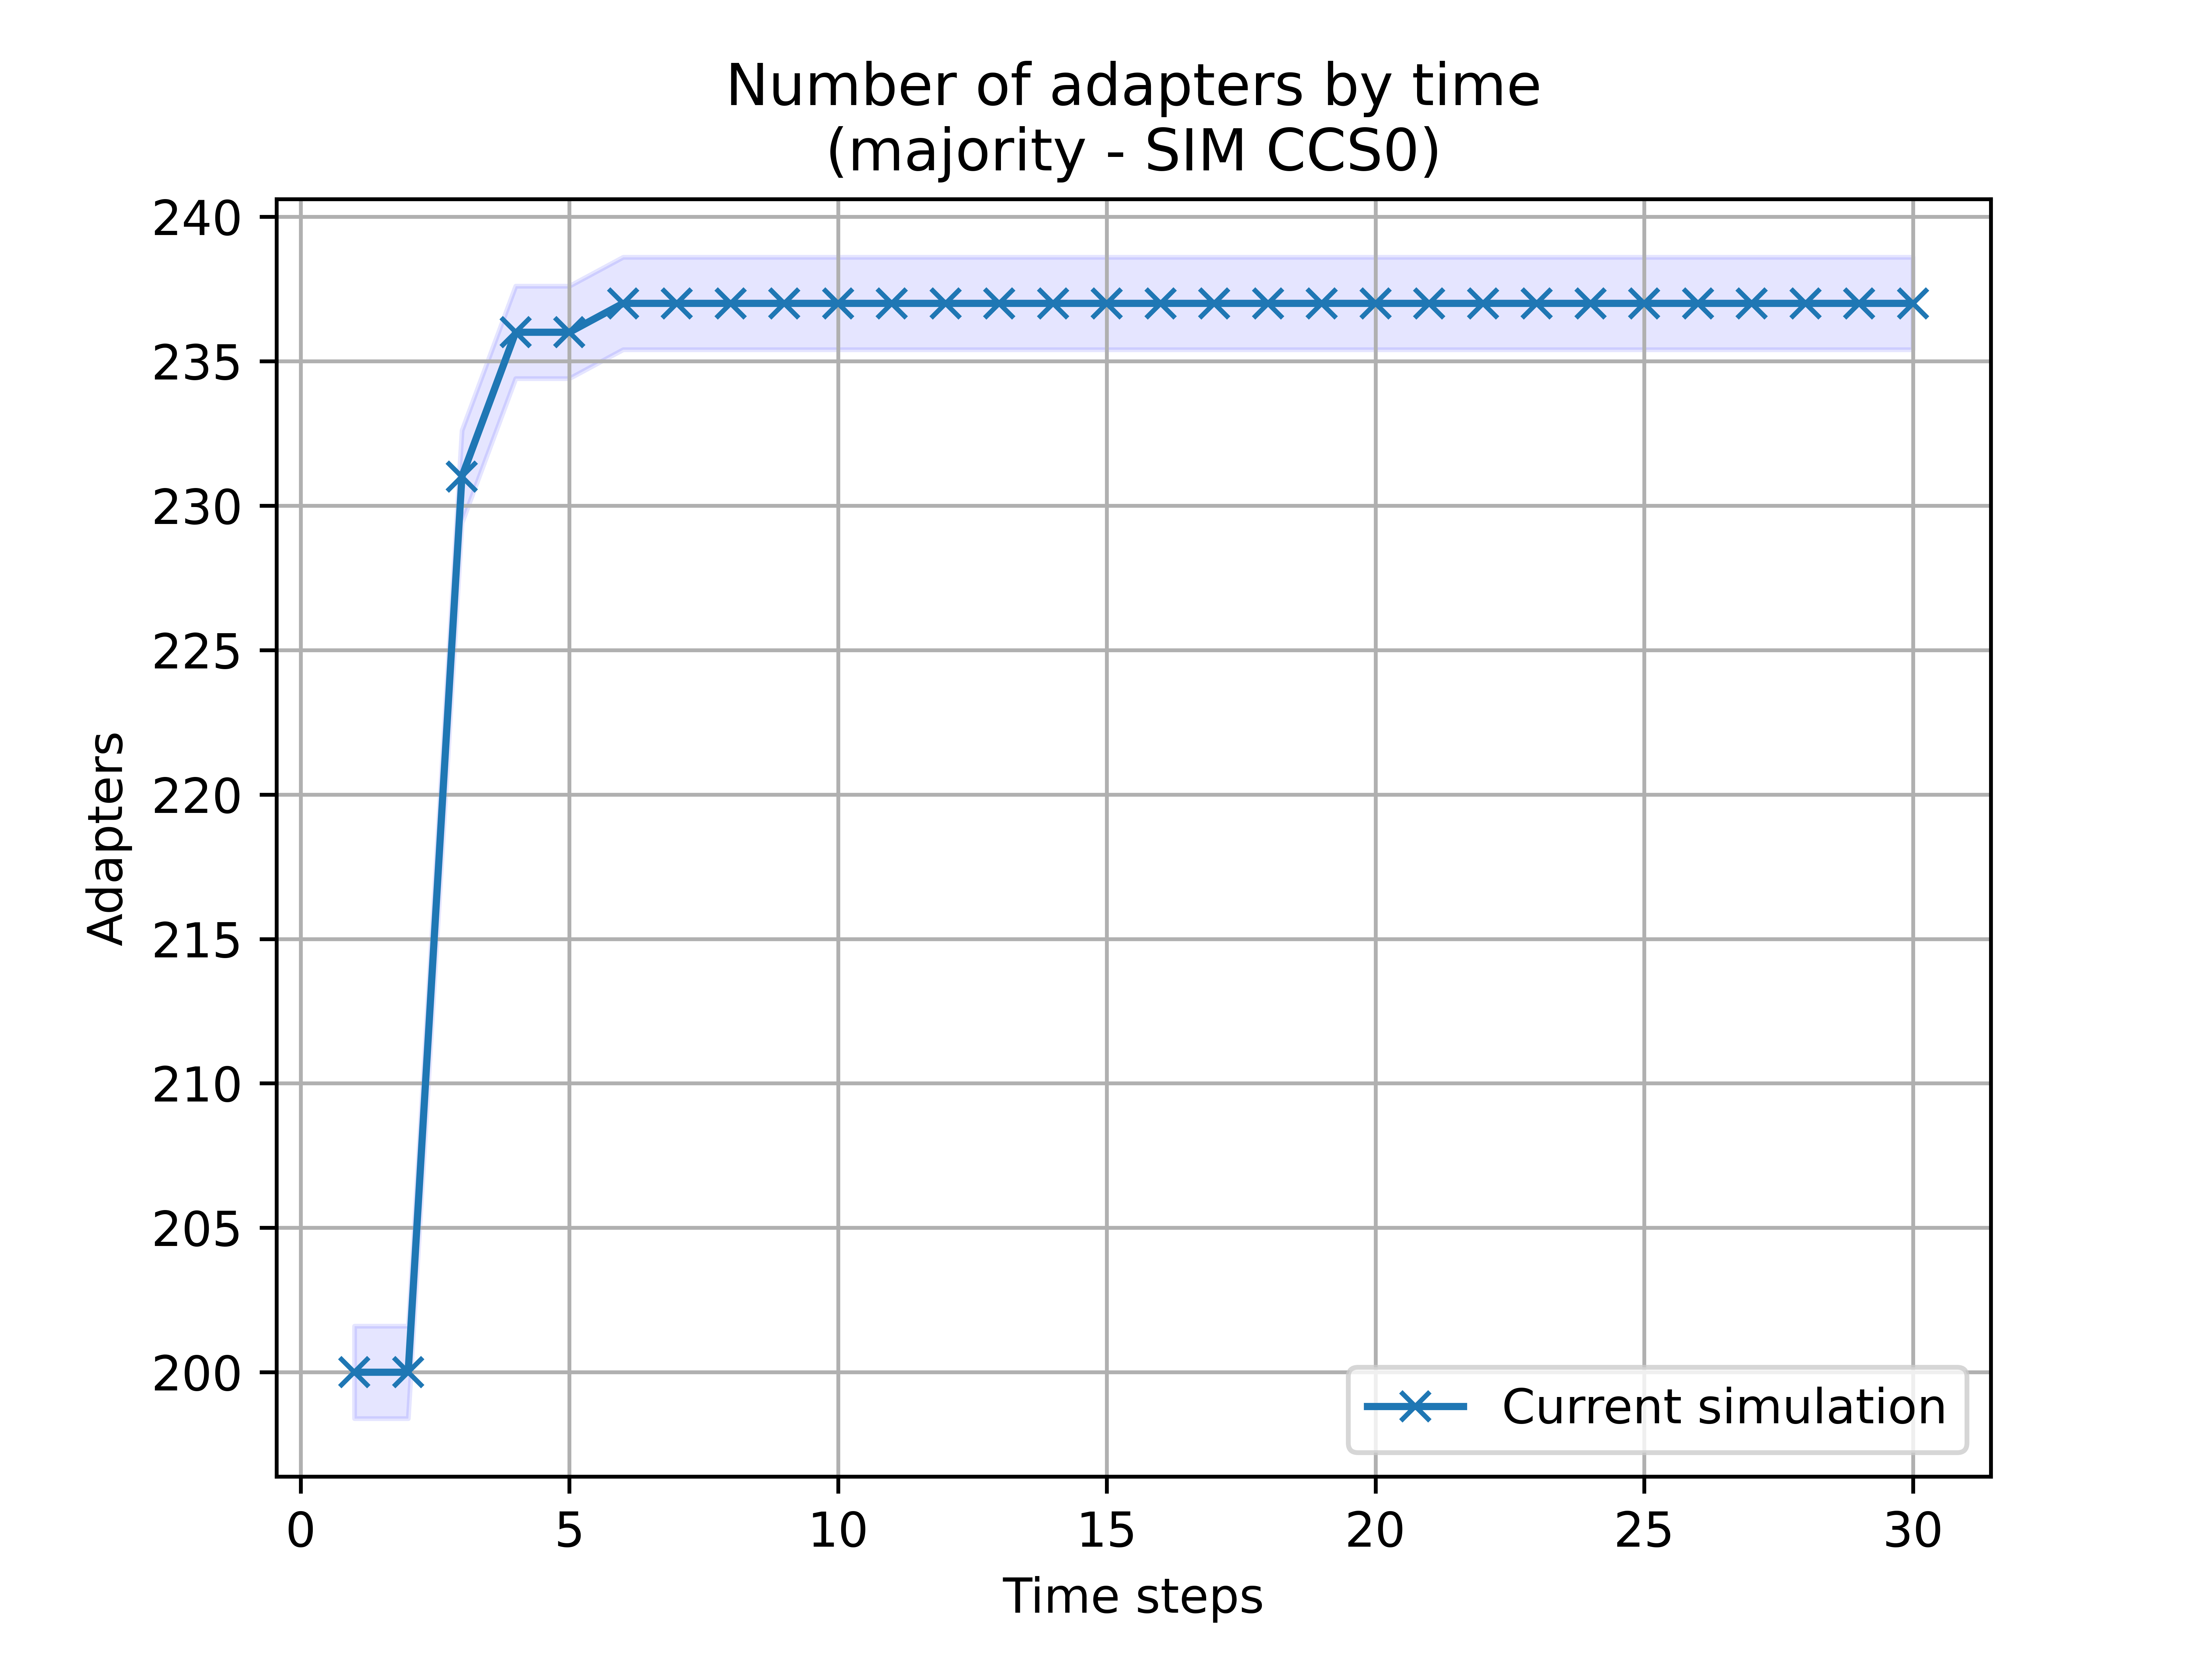 Number of adapters by time
(majority - SIM CCS0)
240
235
230
225
220
215
210
205
200
Adapters
Current simulation
0 5 10 15 20 25 30
Time steps